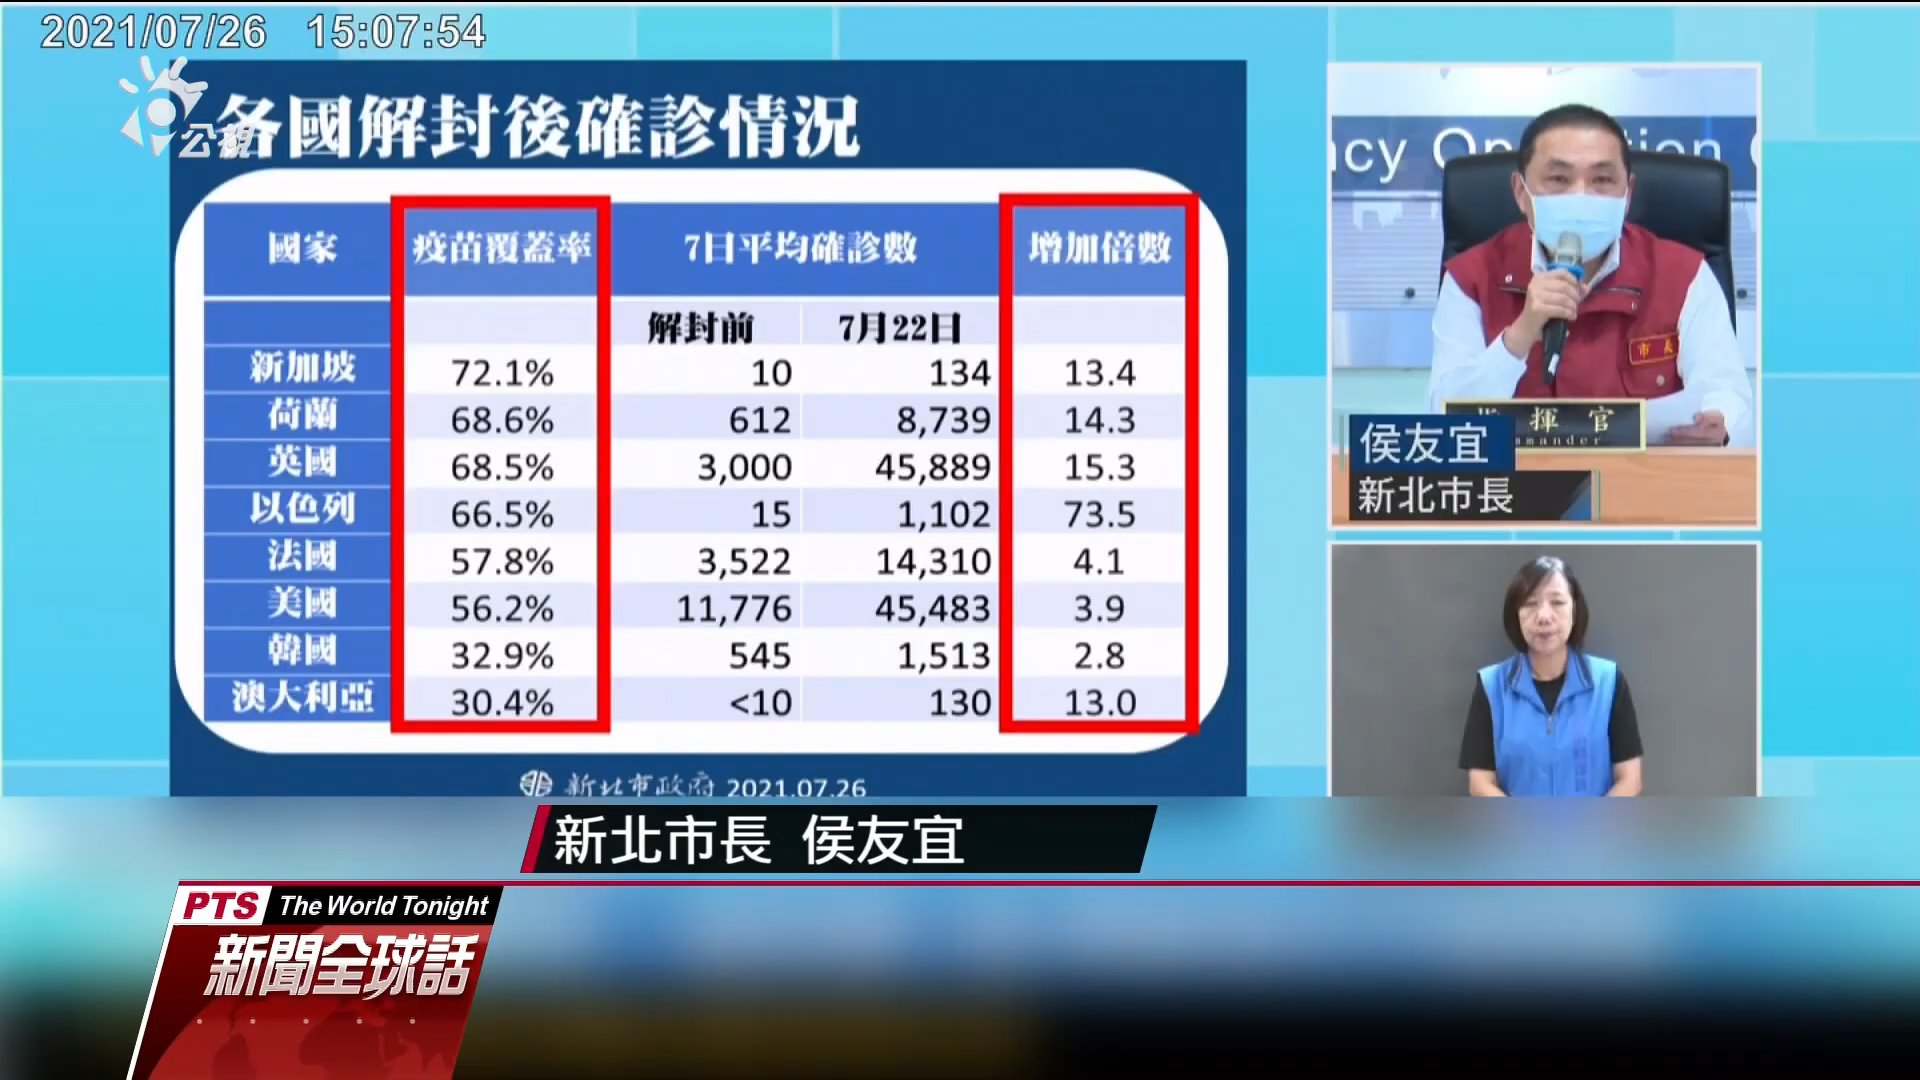 2021/07/26 15:07:54
公視
各國解封後確診情況
國家 疫苗覆蓋率 7日平均確診數 增加倍數
解封前 7月22日
新加坡 72.1% 10 134 13.4
荷蘭 68.6% 612 8,739 14.3
英國 68.5% 3,000 45,889 15.3
以色列 66.5% 15 1,102 73.5
法國 57.8% 3,522 14,310 4.1
美國 56.2% 11,776 45,483 3.9
韓國 32.9% 545 1,513 2.8
澳大利亞 30.4% <10 130 13.0
新北市政府 2021.07.26
市長
揮官
侯友宜
新北市長
新北市長 侯友宜
PTS The World Tonight
新聞全球話